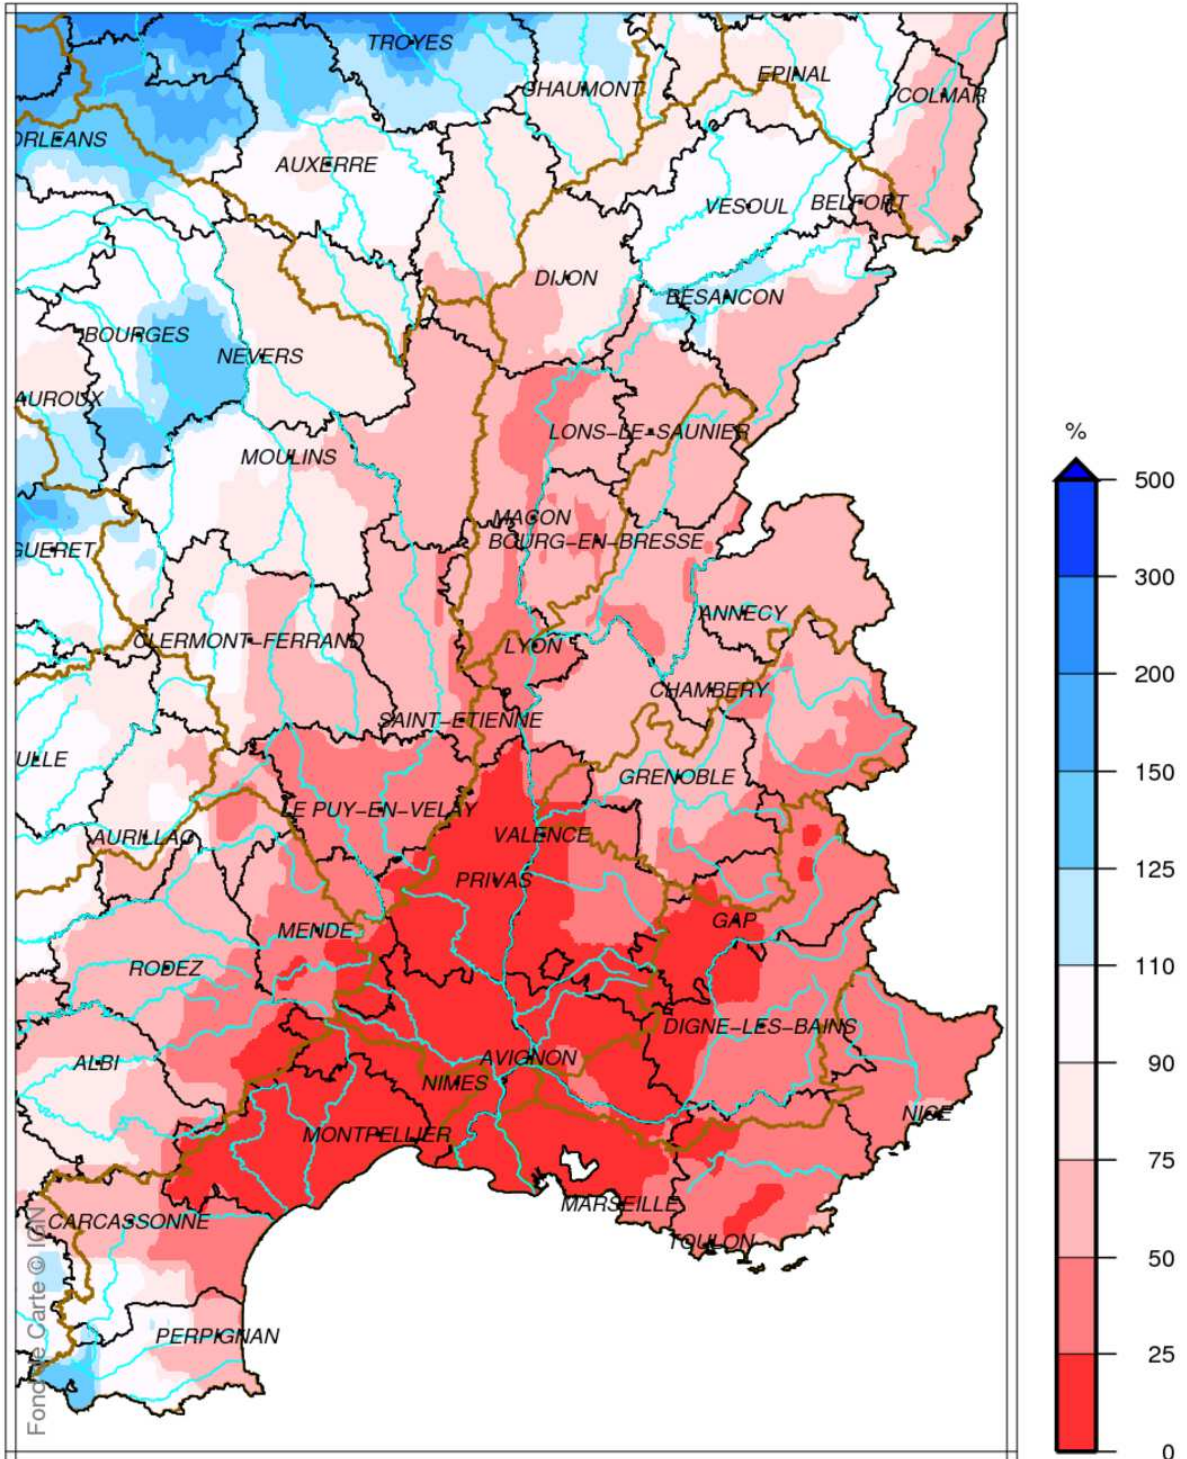 TROYES
EPINAL
CHAUMONT
COLMAR
ORLEANS
AUXERRE
VESOUL
BELFORT
DIJON
BESANCON
BOURGES
NEVERS
AUROUX
%
LONS-LE-SAUNIER
MOULINS
500
MACON
BOURG-EN-BRESSE
GUERET
300
ANNECY
CLERMONT-FERRAND
LYON
200
CHAMBERY
SAINT-ETIENNE
ULLE
GRENOBLE
150
LE PUY-EN-VELAY
AURILLAC
VALENCE
125
PRIVAS
GAP
MENDE
RODEZ
110
DIGNE-LES-BAINS
AVIGNON
ALBI
NIMES
90
NICE
MONTPELLIER
75
MARSEILLE
CARCASSONNE
TOULON
50
PERPIGNAN
25
Fond de Carte © IGN
0